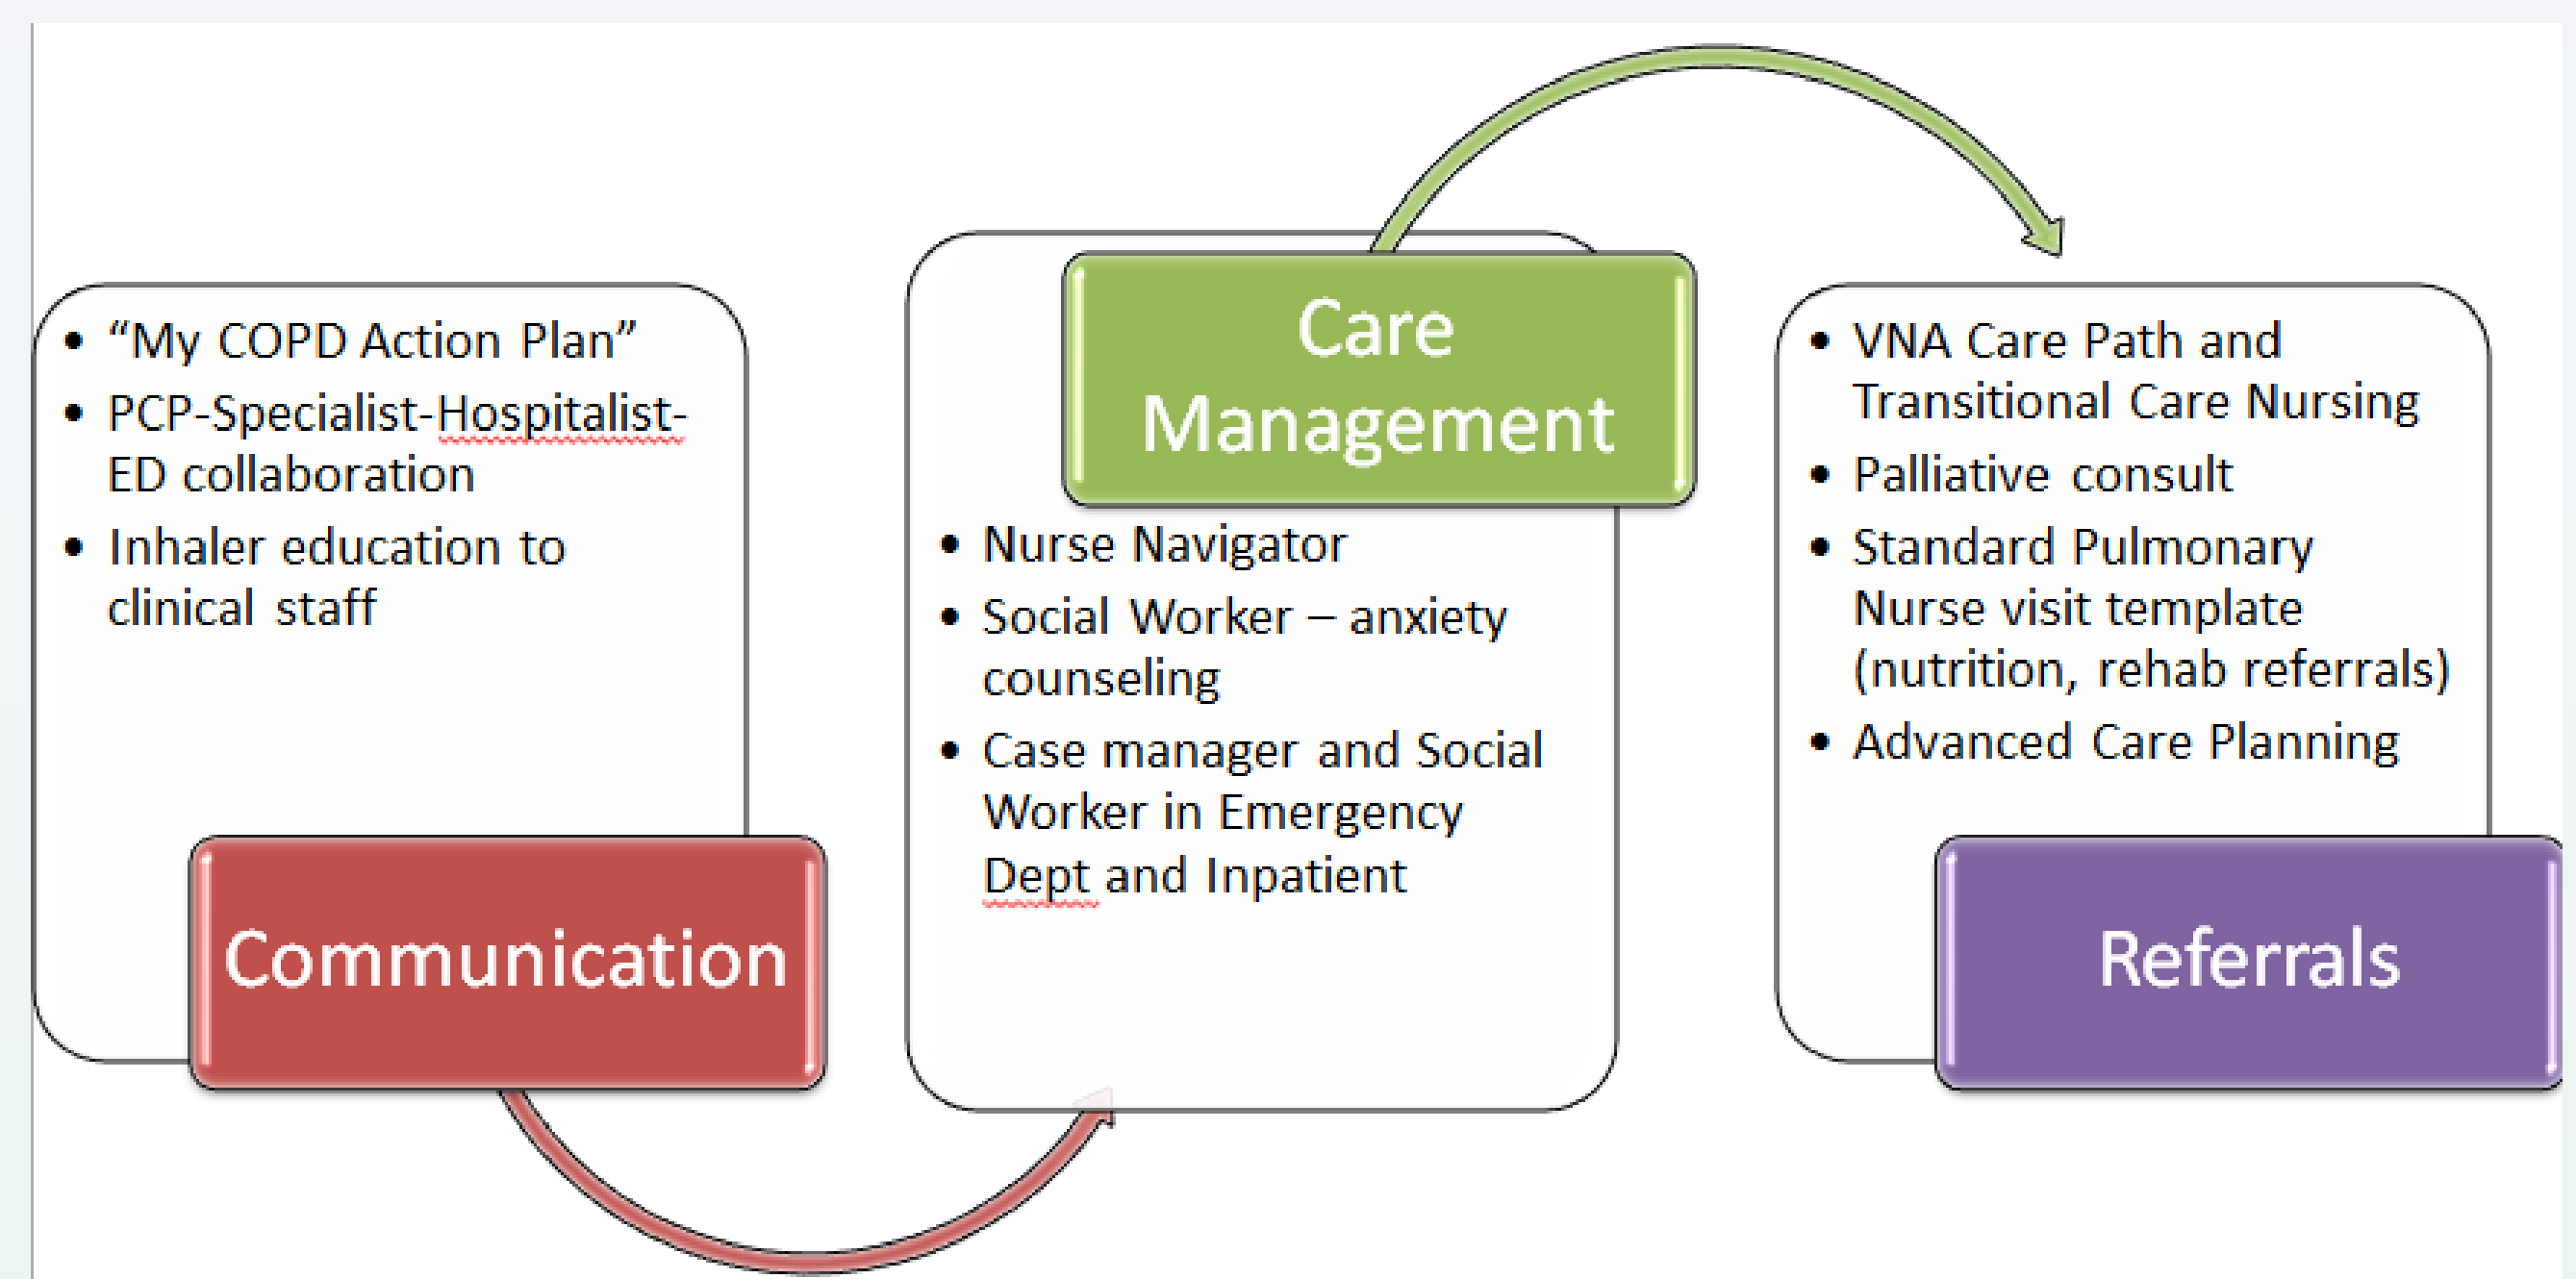 • “My COPD Action Plan”
• PCP-Specialist-Hospitalist-
ED collaboration
• Inhaler education to
clinical staff
Communication
Care
Management
• Nurse Navigator
• Social Worker – anxiety
counseling
• Case manager and Social
Worker in Emergency
Dept and Inpatient
• VNA Care Path and
Transitional Care Nursing
• Palliative consult
• Standard Pulmonary
Nurse visit template
(nutrition, rehab referrals)
• Advanced Care Planning
Referrals